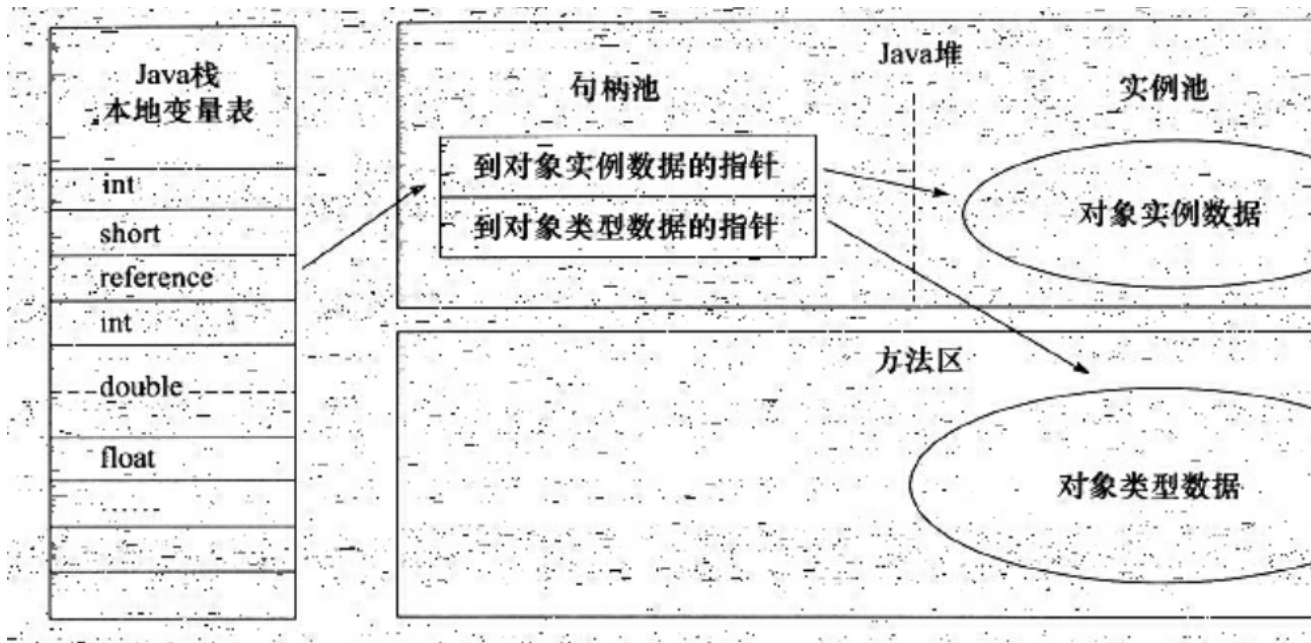 Java栈
本地变量表
int
short
reference
int
double
float
......
Java堆
句柄池
实例池
到对象实例数据的指针
到对象类型数据的指针
对象实例数据
方法区
对象类型数据